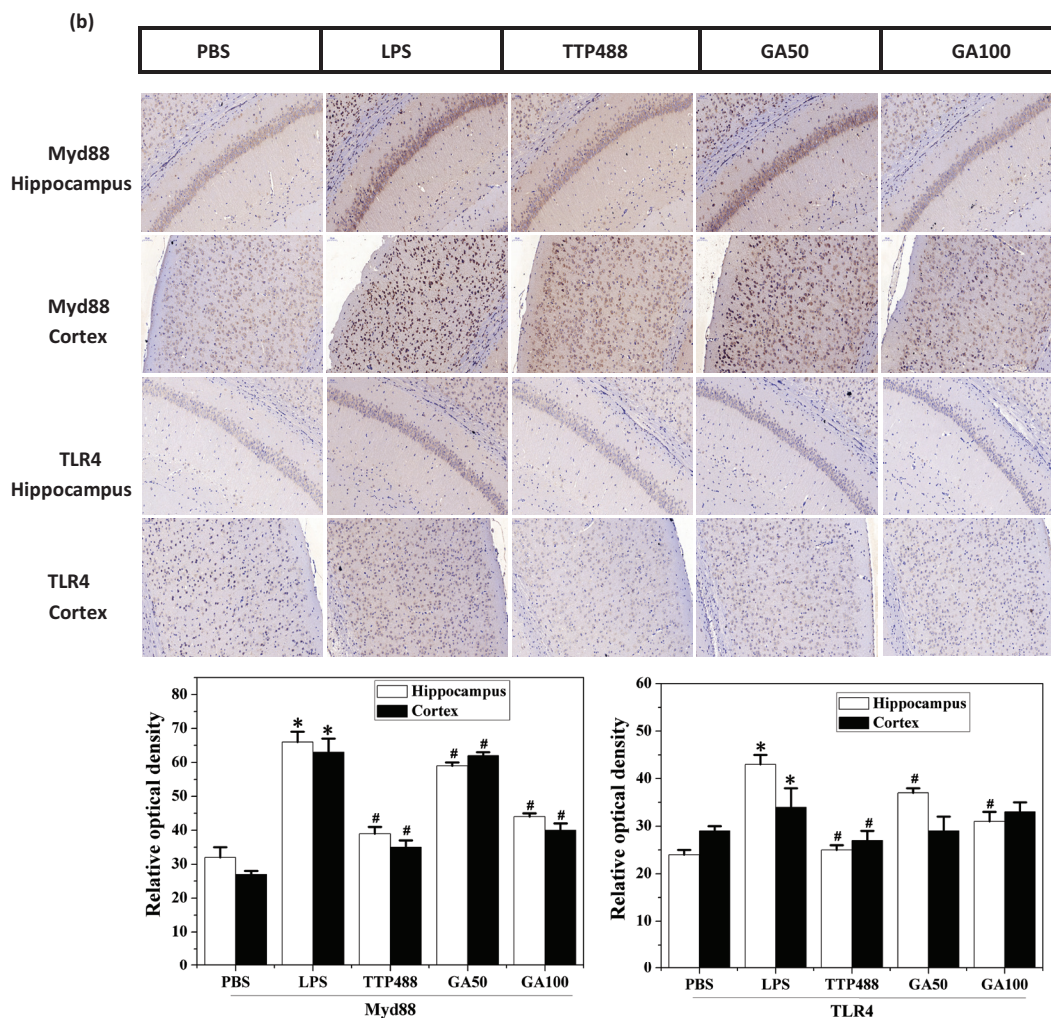 (b)
PBS LPS TTP488 GA50 GA100
Myd88
Hippocampus
Myd88
Cortex
TLR4
Hippocampus
TLR4
Cortex
Relative optical density
80
70
60
50
40
30
20
10
0
Hippocampus
Cortex
* * # # # # # #
PBS LPS TTP488 GA50 GA100
Myd88
Relative optical density
60
50
40
30
20
10
0
Hippocampus
Cortex
* * # # # #
PBS LPS TTP488 GA50 GA100
TLR4